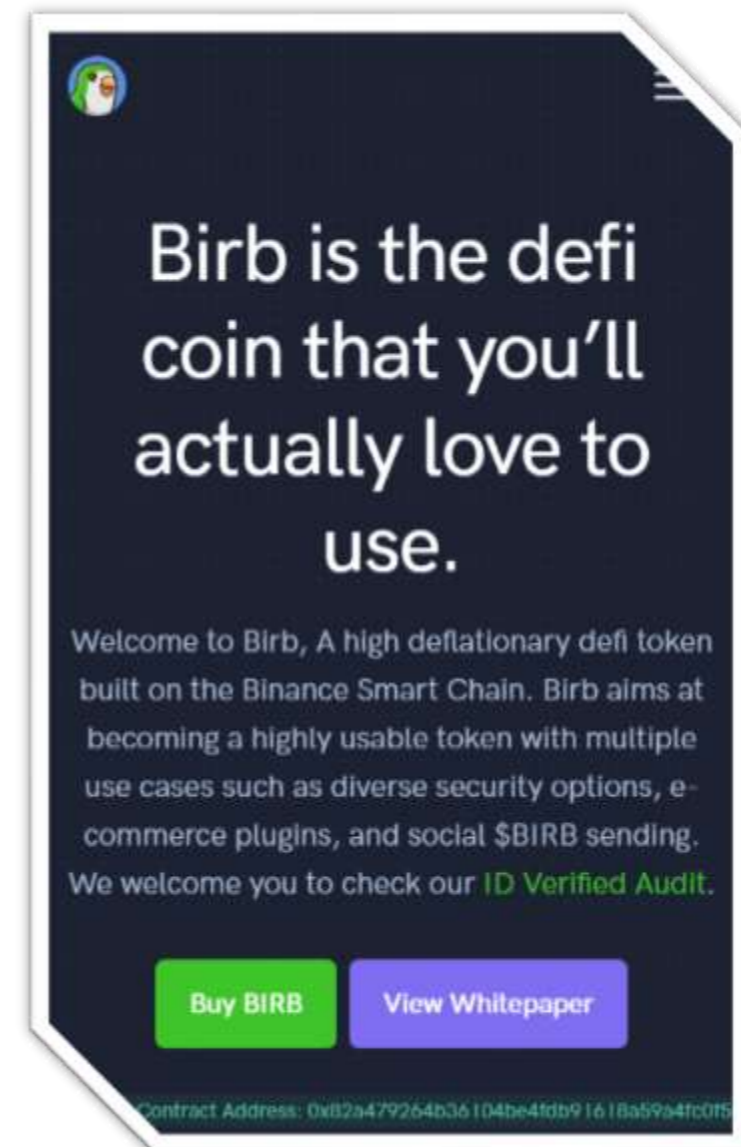 Birb is the defi
coin that you’ll
actually love to
use.
Welcome to Birb, A high deflationary defi token
built on the Binance Smart Chain. Birb aims at
becoming a highly usable token with multiple
use cases such as diverse security options, e-
commerce plugins, and social $BIRB sending.
We welcome you to check our ID Verified Audit.
Buy BIRB
View Whitepaper
Contract Address: